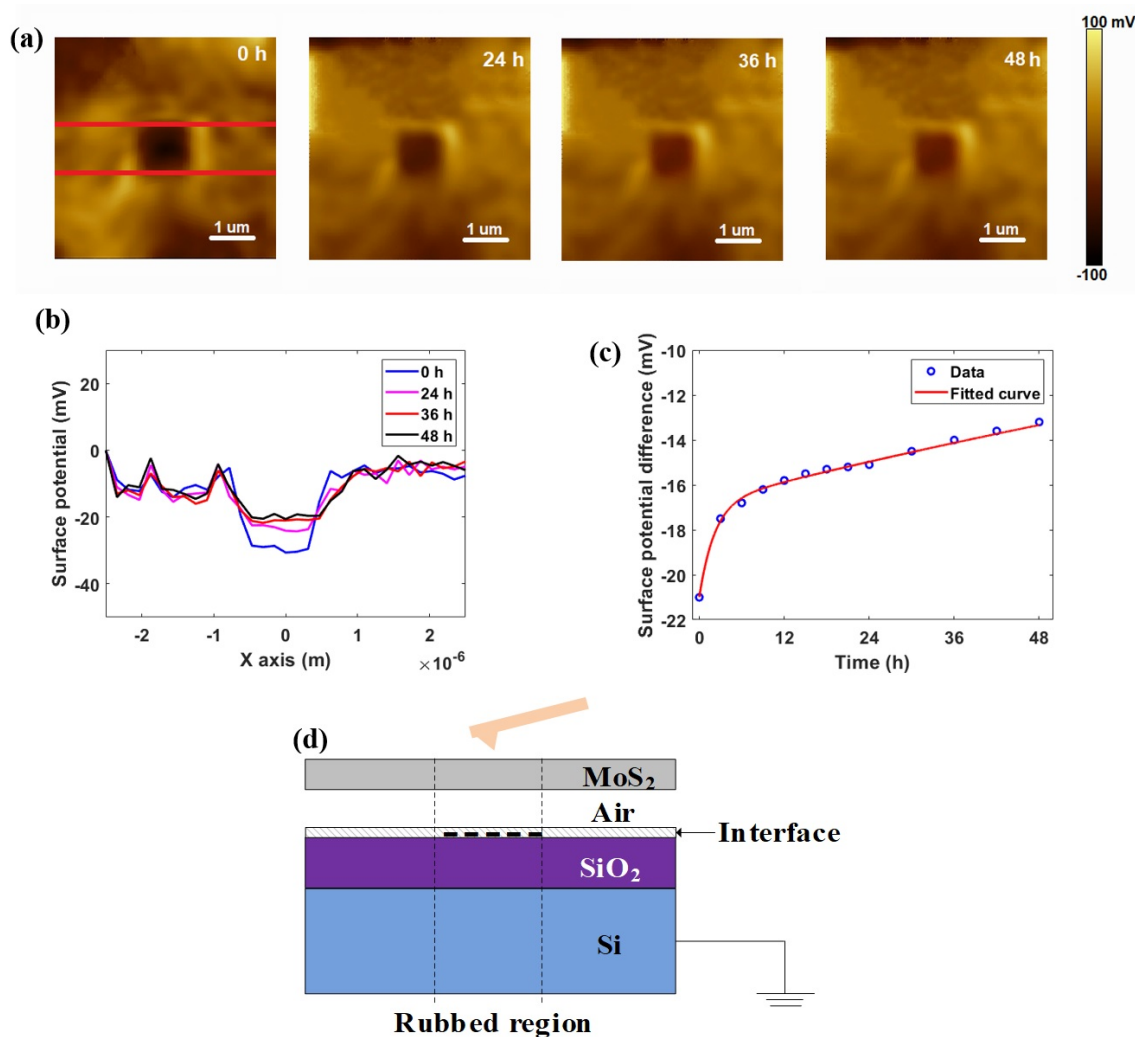 (a)
0 h
24 h
36 h
48 h
100 mV
1 um
1 um
1 um
1 um
-100
(b)
Surface potential (mV)
20
0
-20
-40
0 h
24 h
36 h
48 h
-2
-1
0
1
2
X axis (m)
×10⁻⁶
(c)
Surface potential difference (mV)
-10
-12
-14
-16
-18
-20
-22
Data
Fitted curve
0
12
24
36
48
Time (h)
(d)
MoS₂
Air
Interface
SiO₂
Si
Rubbed region